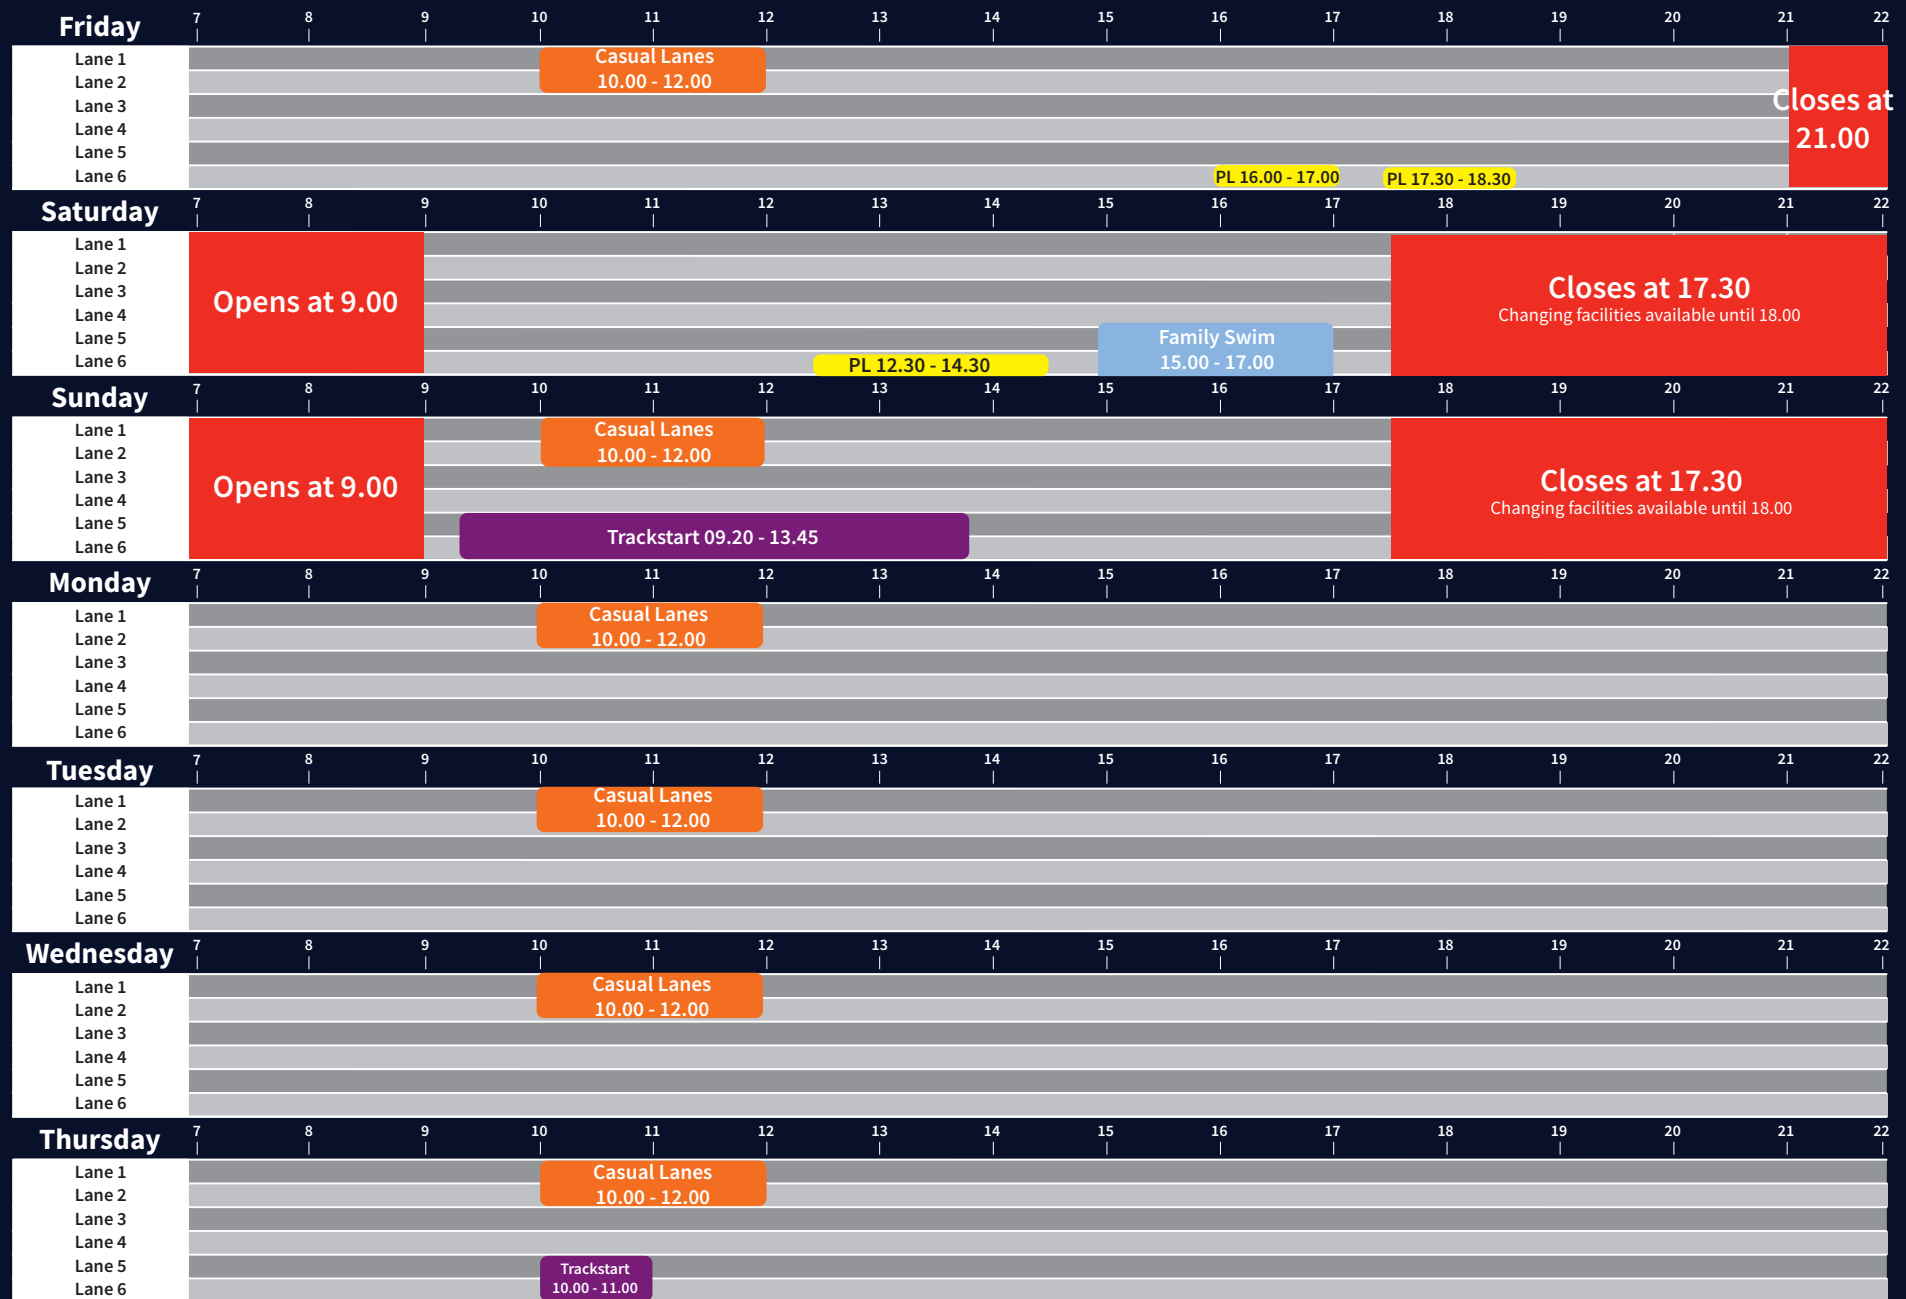 Friday
7 8 9 10 11 12 13 14 15 16 17 18 19 20 21 22
Lane 1
Lane 2
Lane 3
Lane 4
Lane 5
Lane 6
Casual Lanes
10.00 - 12.00
PL 16.00 - 17.00
PL 17.30 - 18.30
Closes at
21.00
Saturday
7 8 9 10 11 12 13 14 15 16 17 18 19 20 21 22
Lane 1
Lane 2
Lane 3
Lane 4
Lane 5
Lane 6
Opens at 9.00
PL 12.30 - 14.30
Family Swim
15.00 - 17.00
Closes at 17.30
Changing facilities available until 18.00
Sunday
7 8 9 10 11 12 13 14 15 16 17 18 19 20 21 22
Lane 1
Lane 2
Lane 3
Lane 4
Lane 5
Lane 6
Opens at 9.00
Casual Lanes
10.00 - 12.00
Trackstart 09.20 - 13.45
Closes at 17.30
Changing facilities available until 18.00
Monday
7 8 9 10 11 12 13 14 15 16 17 18 19 20 21 22
Lane 1
Lane 2
Lane 3
Lane 4
Lane 5
Lane 6
Casual Lanes
10.00 - 12.00
Tuesday
7 8 9 10 11 12 13 14 15 16 17 18 19 20 21 22
Lane 1
Lane 2
Lane 3
Lane 4
Lane 5
Lane 6
Casual Lanes
10.00 - 12.00
Wednesday
7 8 9 10 11 12 13 14 15 16 17 18 19 20 21 22
Lane 1
Lane 2
Lane 3
Lane 4
Lane 5
Lane 6
Casual Lanes
10.00 - 12.00
Thursday
7 8 9 10 11 12 13 14 15 16 17 18 19 20 21 22
Lane 1
Lane 2
Lane 3
Lane 4
Lane 5
Lane 6
Casual Lanes
10.00 - 12.00
Trackstart
10.00 - 11.00